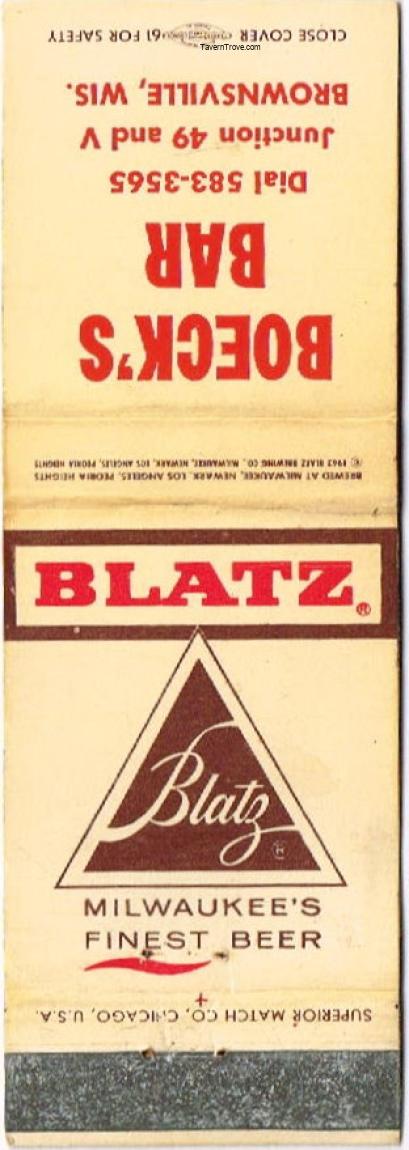 CLOSE COVER 61 FOR SAFETY
TavernTrove.com
BOECK'S
BAR
Dial 583-3565
Junction 49 and V
BROWNSVILLE, WIS.
BREWED AT MILWAUKEE, NEWARK, LOS ANGELES, PEORIA HEIGHTS
© 1962 BLATZ BREWING CO., MILWAUKEE, NEWARK, LOS ANGELES, PEORIA HEIGHTS
BLATZ®
Blatz ®
MILWAUKEE'S
FINEST BEER
SUPERIOR MATCH CO, CHICAGO, U.S.A.